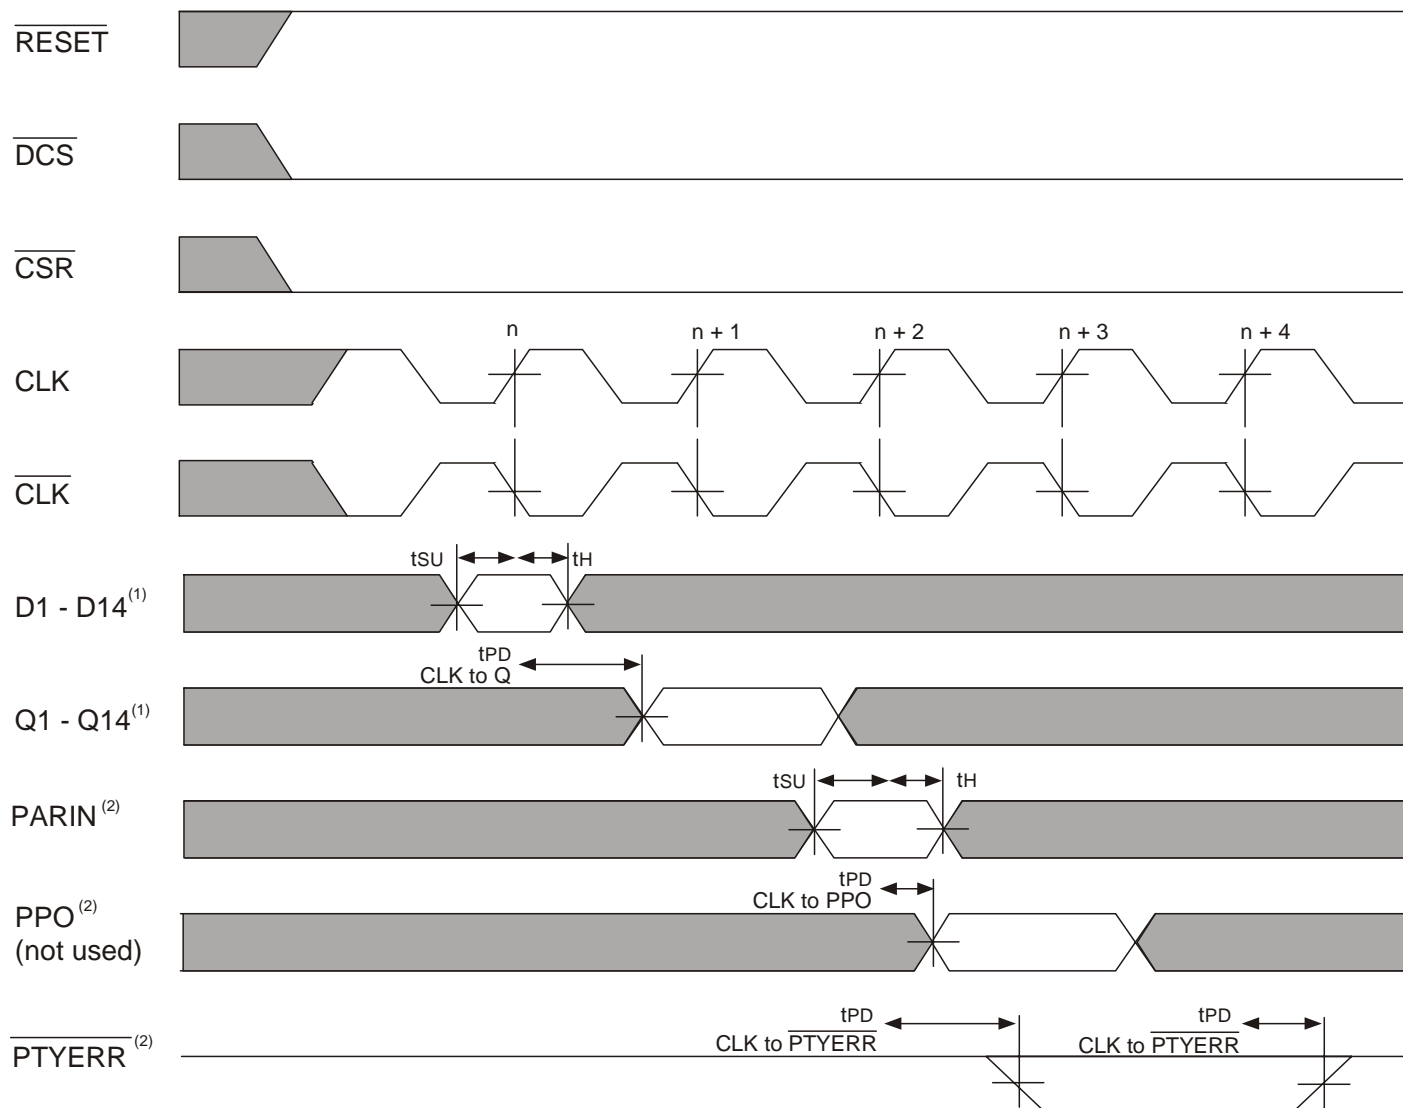 RESET
DCS
CSR
n
n + 1
n + 2
n + 3
n + 4
CLK
CLK
tSU
tH
D1 - D14(1)
tPD
CLK to Q
Q1 - Q14(1)
tSU
tH
PARIN(2)
tPD
CLK to PPO
PPO(2)
(not used)
tPD
CLK to PTYERR
tPD
CLK to PTYERR
PTYERR(2)